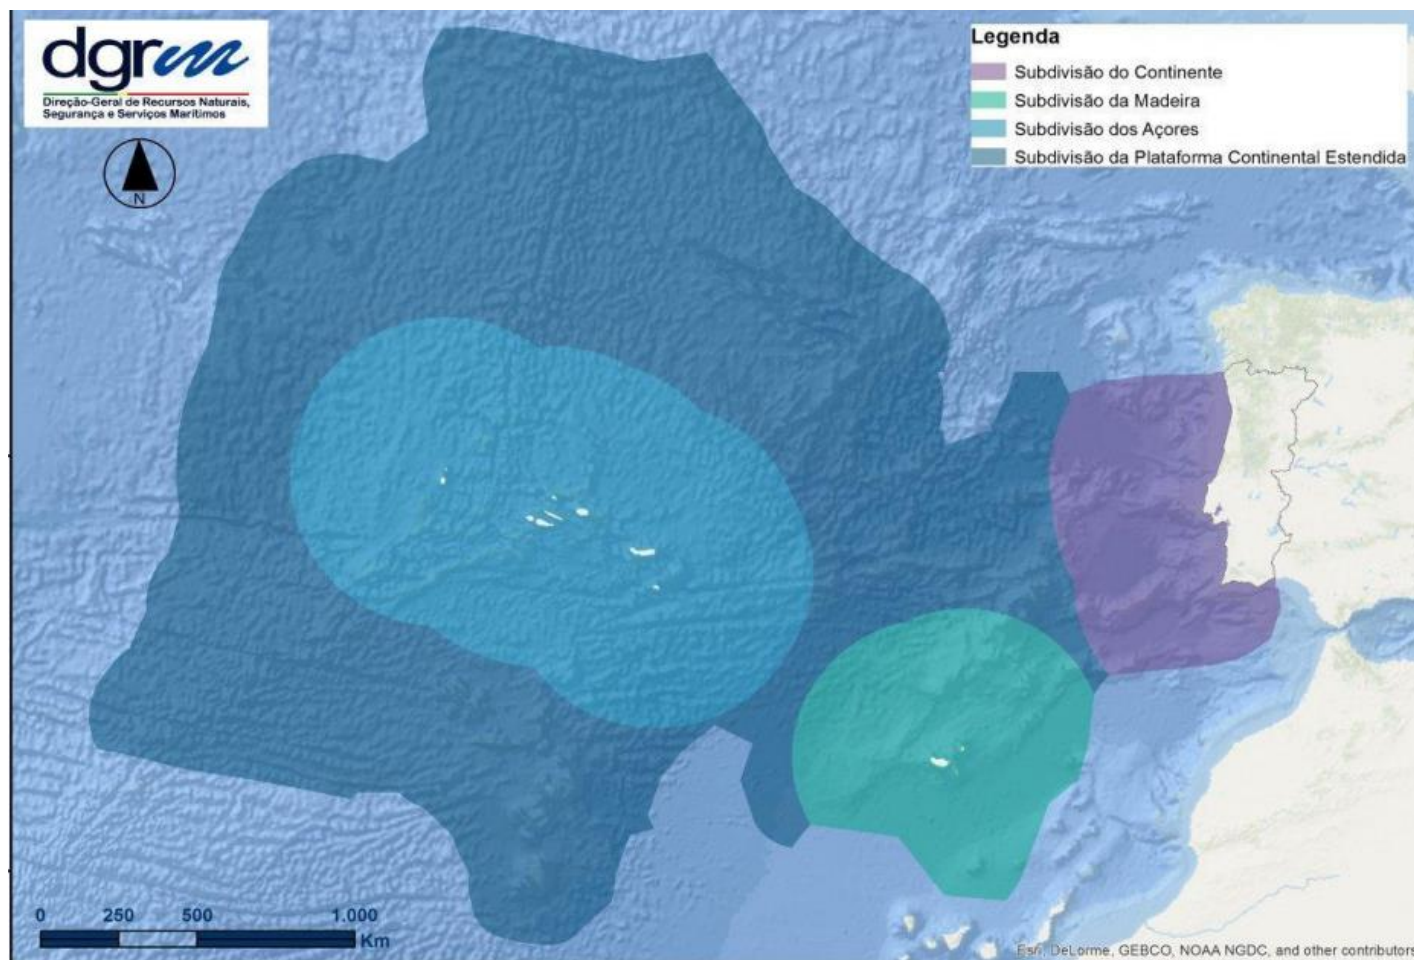 dgrm
Direção-Geral de Recursos Naturais,
Segurança e Serviços Marítimos
N
Legenda
Subdivisão do Continente
Subdivisão da Madeira
Subdivisão dos Açores
Subdivisão da Plataforma Continental Estendida
0 250 500 1.000
Km
Esri, DeLorme, GEBCO, NOAA NGDC, and other contributors